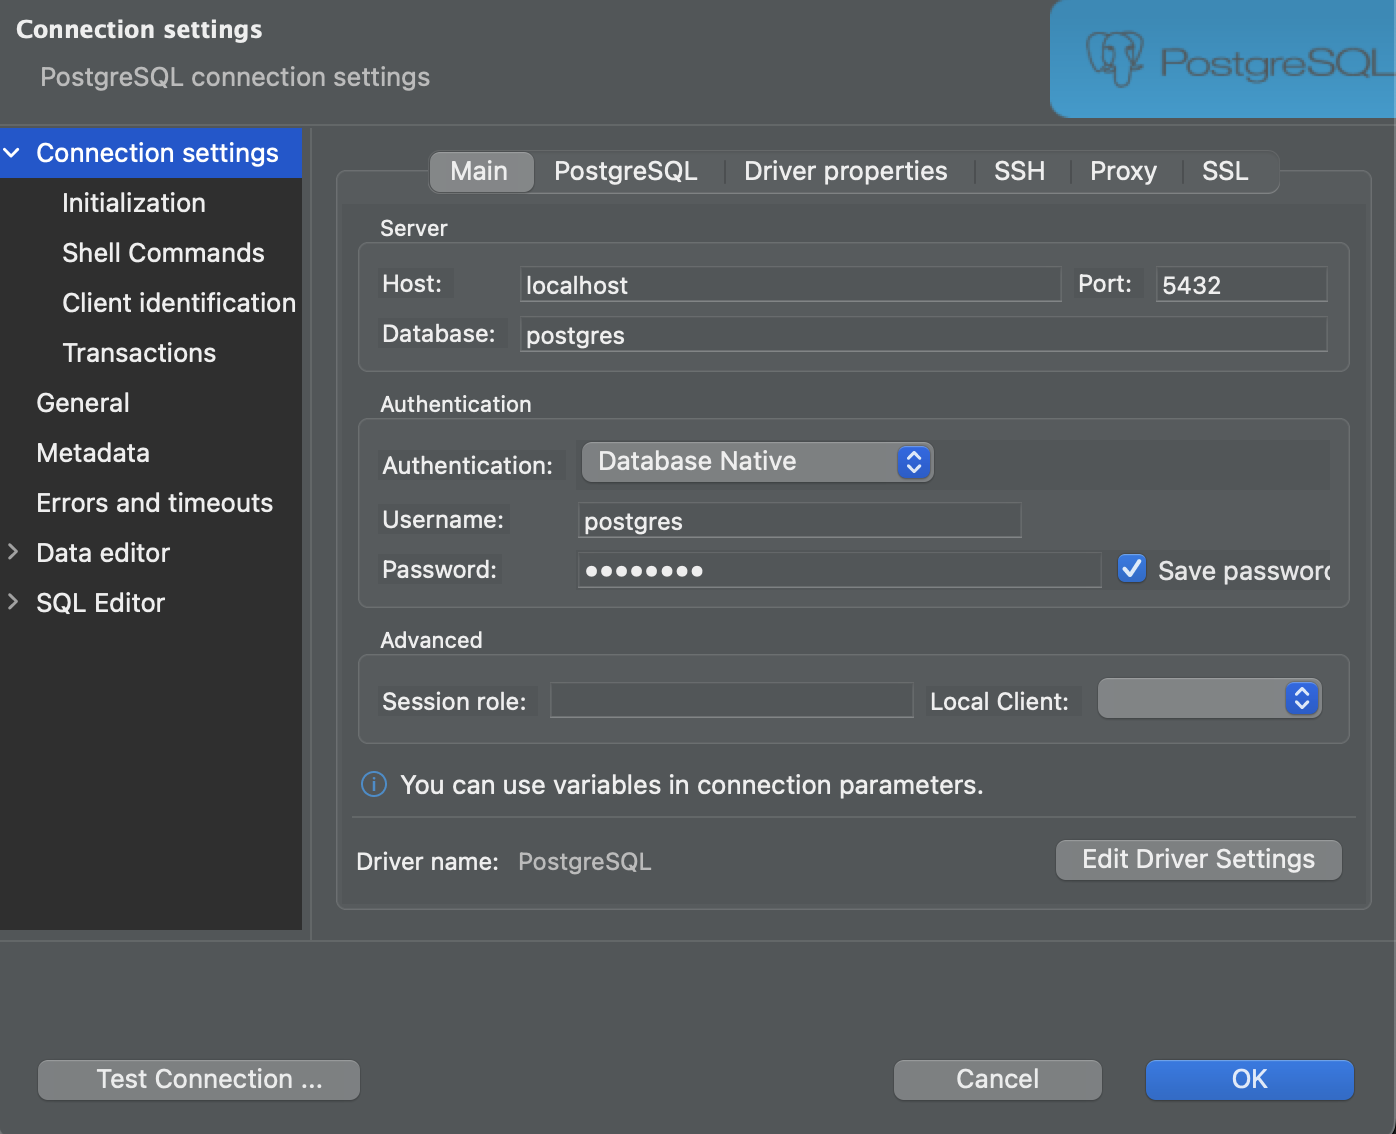 Connection settings
PostgreSQL connection settings
PostgreSQL
Connection settings
Initialization
Shell Commands
Client identification
Transactions
General
Metadata
Errors and timeouts
Data editor
SQL Editor
Main PostgreSQL Driver properties SSH Proxy SSL
Server
Host: localhost Port: 5432
Database: postgres
Authentication
Authentication: Database Native
Username: postgres
Password: ●●●●●●●● Save password
Advanced
Session role: Local Client:
You can use variables in connection parameters.
Driver name: PostgreSQL Edit Driver Settings
Test Connection ... Cancel OK